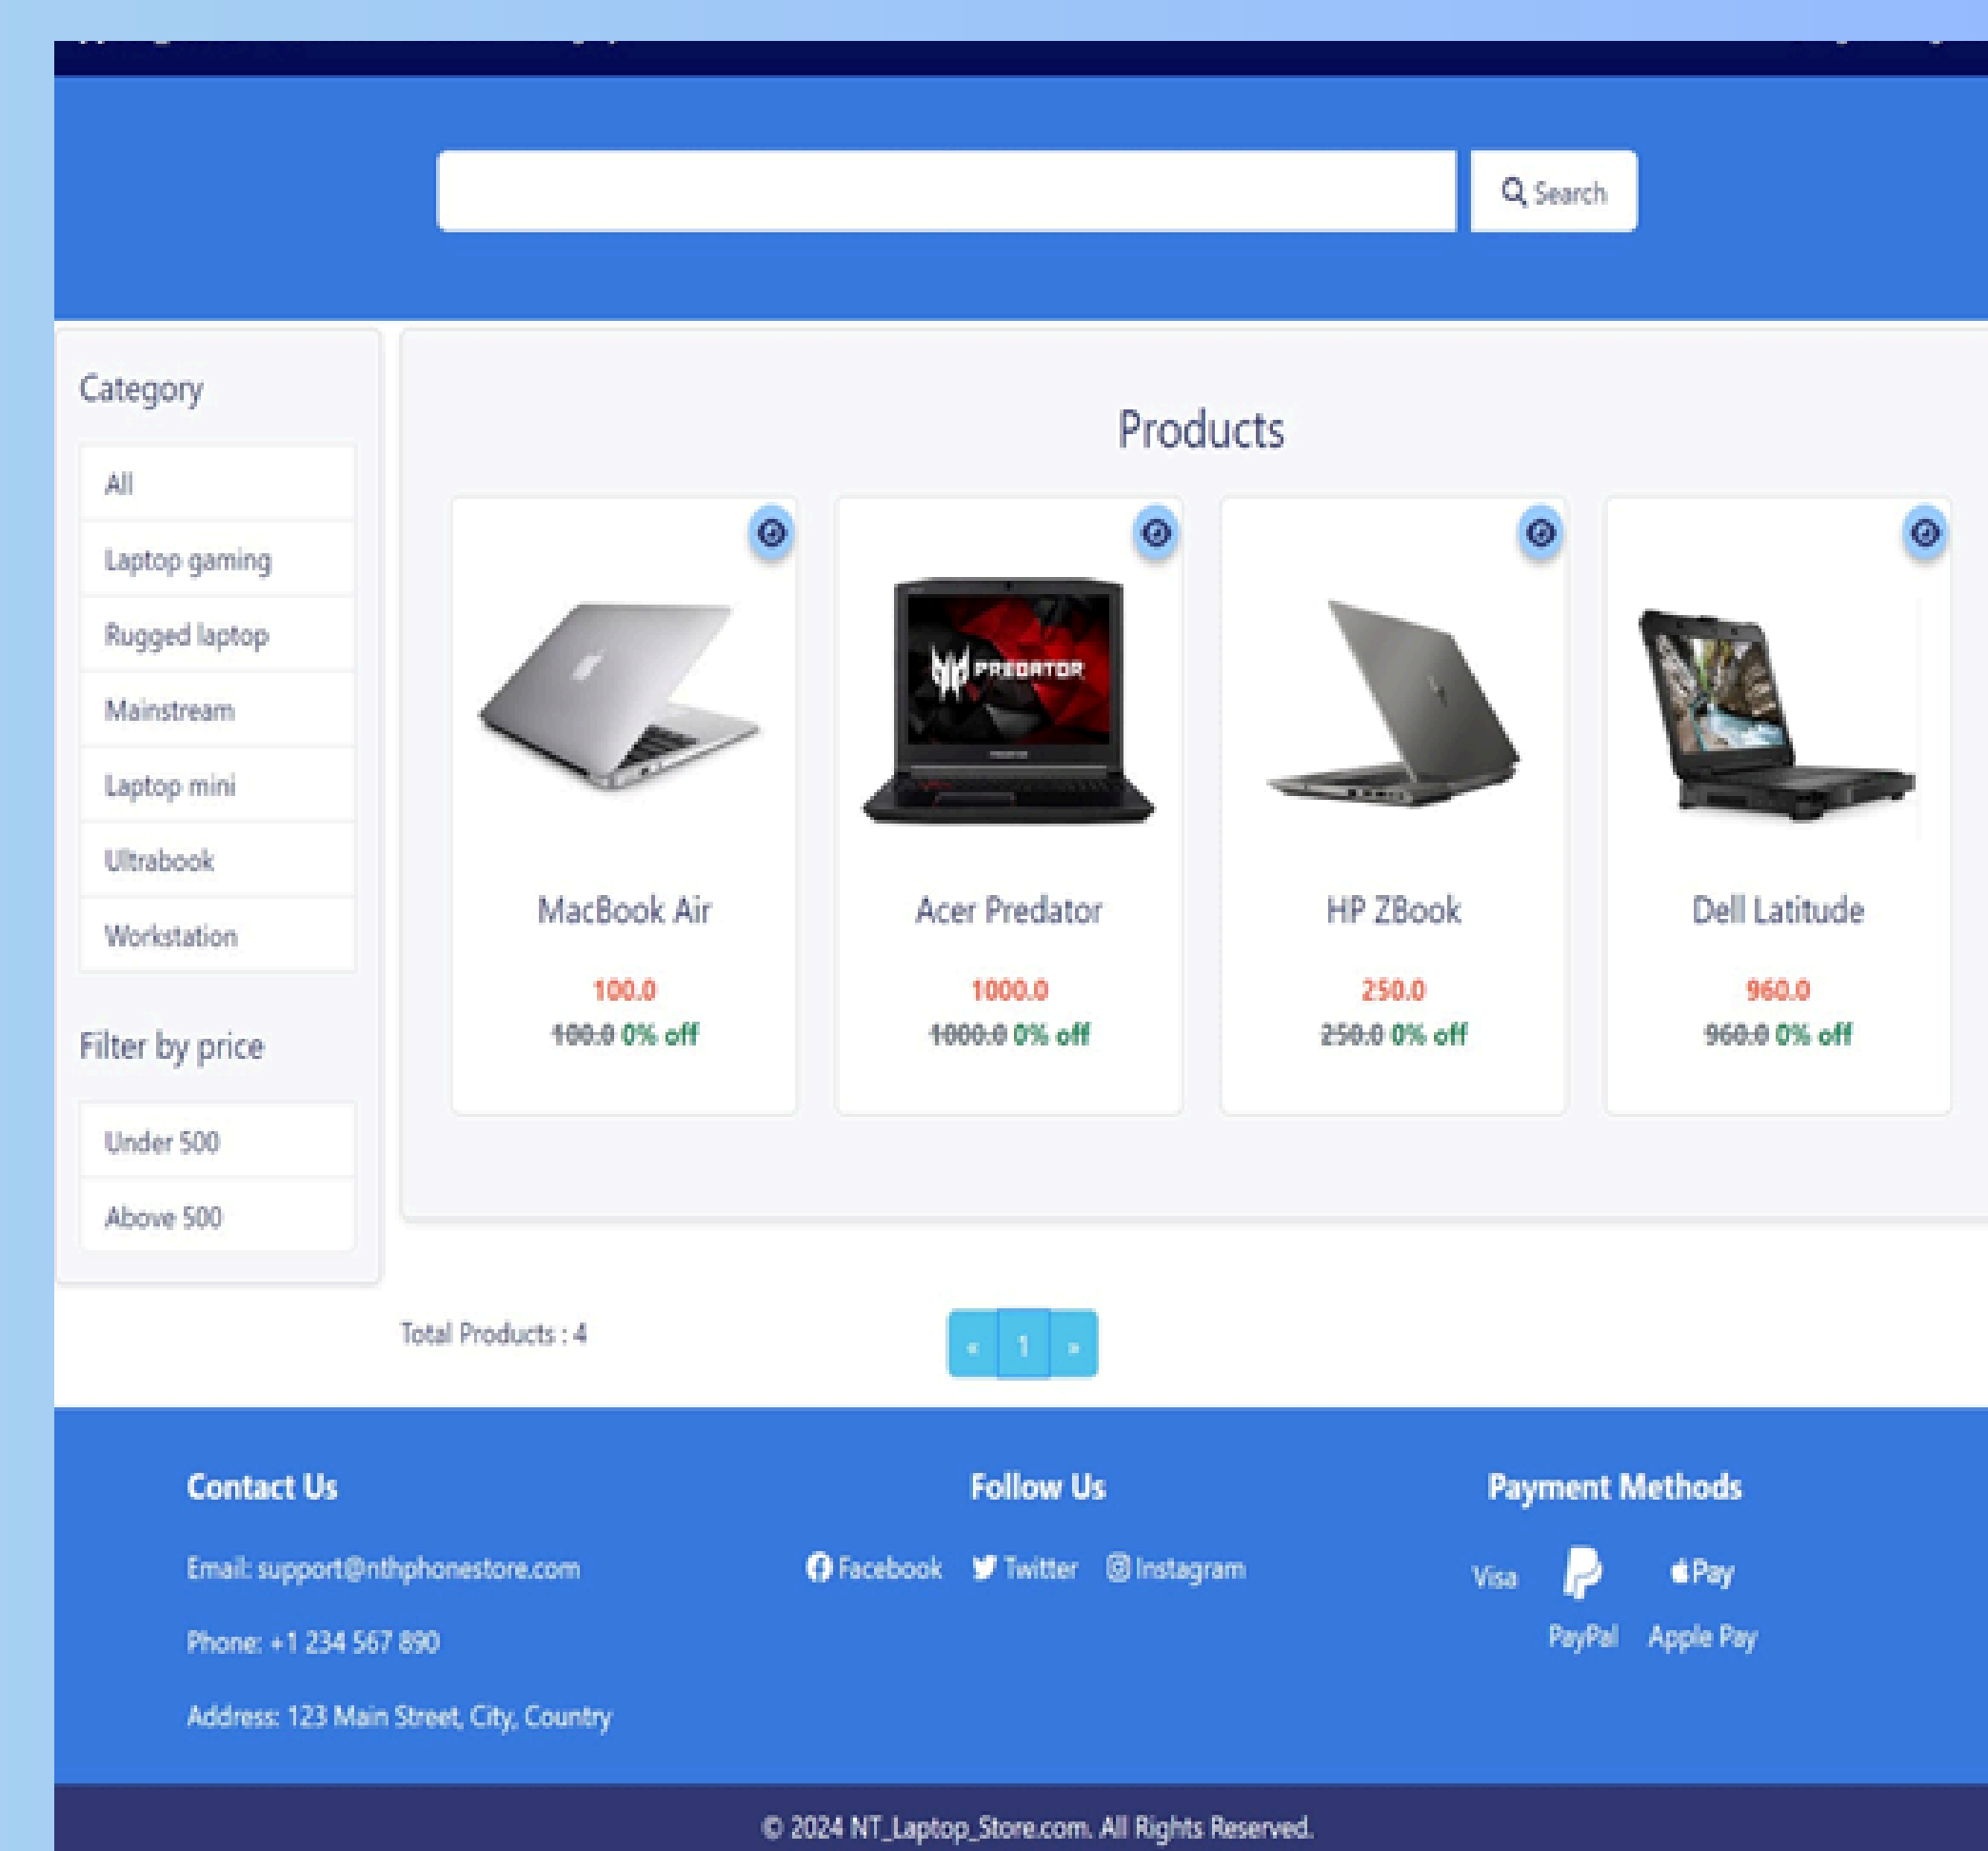 Search
Category
All
Laptop gaming
Rugged laptop
Mainstream
Laptop mini
Ultrabook
Workstation
Filter by price
Under 500
Above 500
Products
PREDATOR
MacBook Air
100.0
100.0 0% off
Acer Predator
1000.0
1000.0 0% off
HP ZBook
250.0
250.0 0% off
Dell Latitude
960.0
960.0 0% off
Total Products : 4
« 1 »
Contact Us
Email: support@nthphonestore.com
Phone: +1 234 567 890
Address: 123 Main Street, City, Country
Follow Us
Facebook Twitter Instagram
Payment Methods
Visa Pay
PayPal Apple Pay
© 2024 NT_Laptop_Store.com. All Rights Reserved.